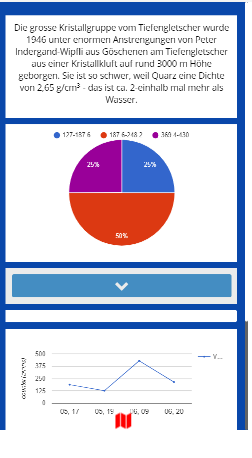 Die grosse Kristallgruppe vom Tiefengletscher wurde
1946 unter enormen Anstrengungen von Peter
Indergand-Wipfli aus Göschenen am Tiefengletscher
aus einer Kristallkluft auf rund 3000 m Höhe
geborgen. Sie ist so schwer, weil Quarz eine Dichte
von 2,65 g/cm³ - das ist ca. 2-einhalb mal mehr als
Wasser.
127-187.6 187.6-248.2 369.4-430
25% 25%
50%
500
375
250
125
0
V...
05, 17 05, 19 06, 09 06, 20